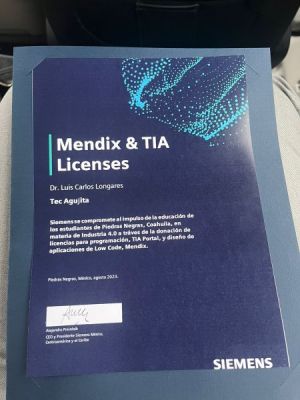 Mendix & TIA
Licenses
Dr. Luis Carlos Longares
Tec Agujita
Siemens se compromete al impulso de la educación de
los estudiantes de Piedras Negras, Coahuila, en
materia de Industria 4.0 a tráves de la donación de
licencias para programación, TIA Portal, y diseño de
aplicaciones de Low Code, Mendix.
Piedras Negras, México, agosto 2023.
Alejandro Preinfalk
CEO y Presidente Siemens México,
Centroamérica y el Caribe
SIEMENS